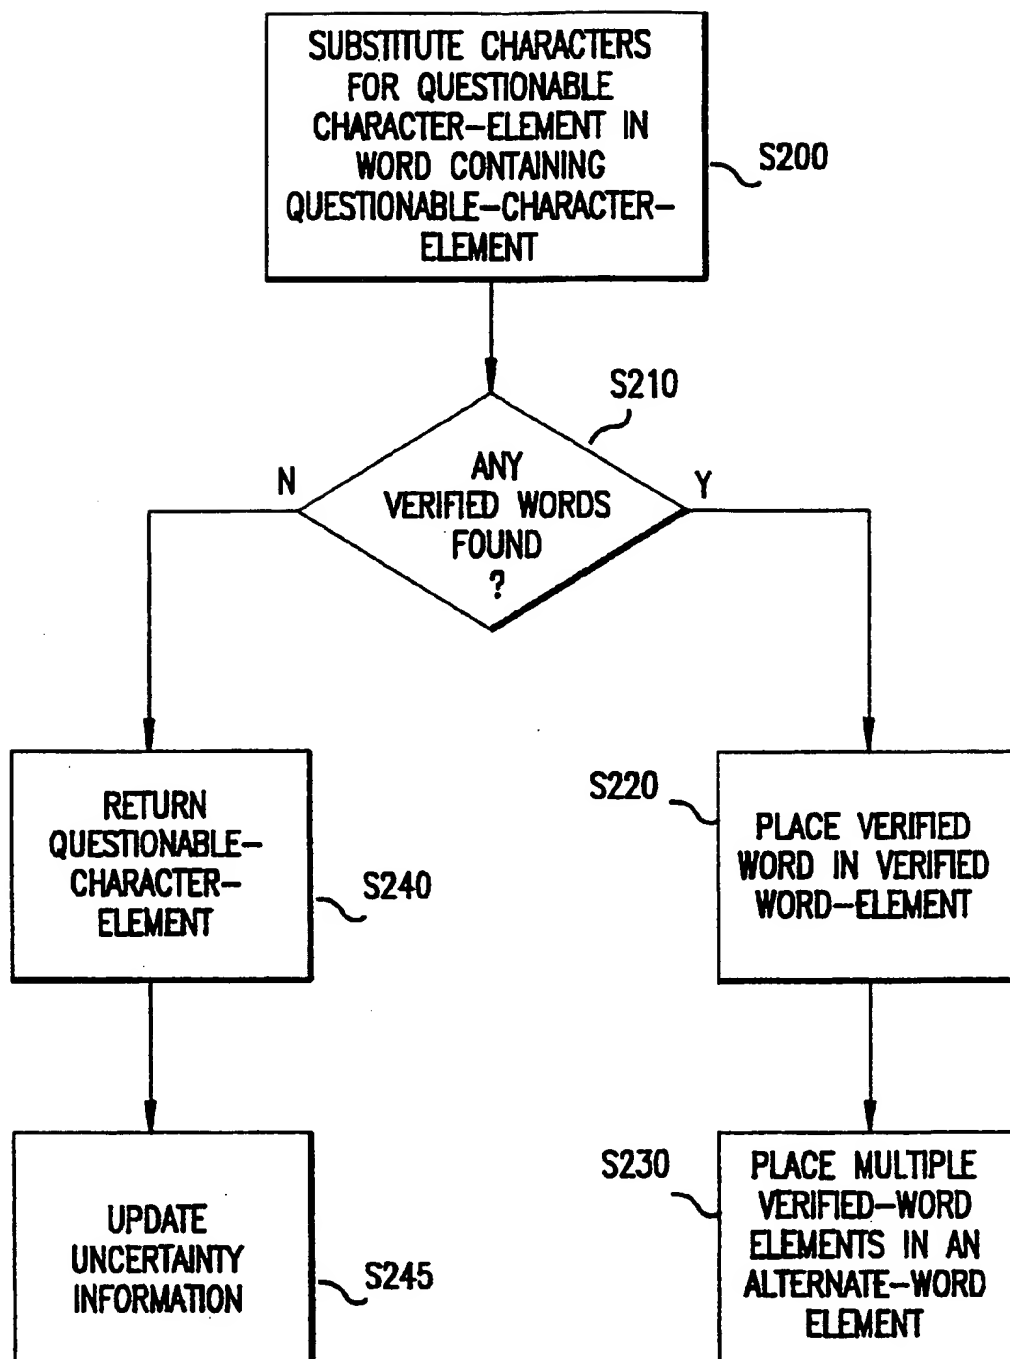 SUBSTITUTE CHARACTERS
FOR QUESTIONABLE
CHARACTER-ELEMENT IN
WORD CONTAINING
QUESTIONABLE-CHARACTER-
ELEMENT
S200
S210
ANY
VERIFIED WORDS
FOUND
?
N
Y
RETURN
QUESTIONABLE-
CHARACTER-
ELEMENT
S240
S220
PLACE VERIFIED
WORD IN VERIFIED
WORD-ELEMENT
UPDATE
UNCERTAINTY
INFORMATION
S245
S230
PLACE MULTIPLE
VERIFIED-WORD
ELEMENTS IN AN
ALTERNATE-WORD
ELEMENT